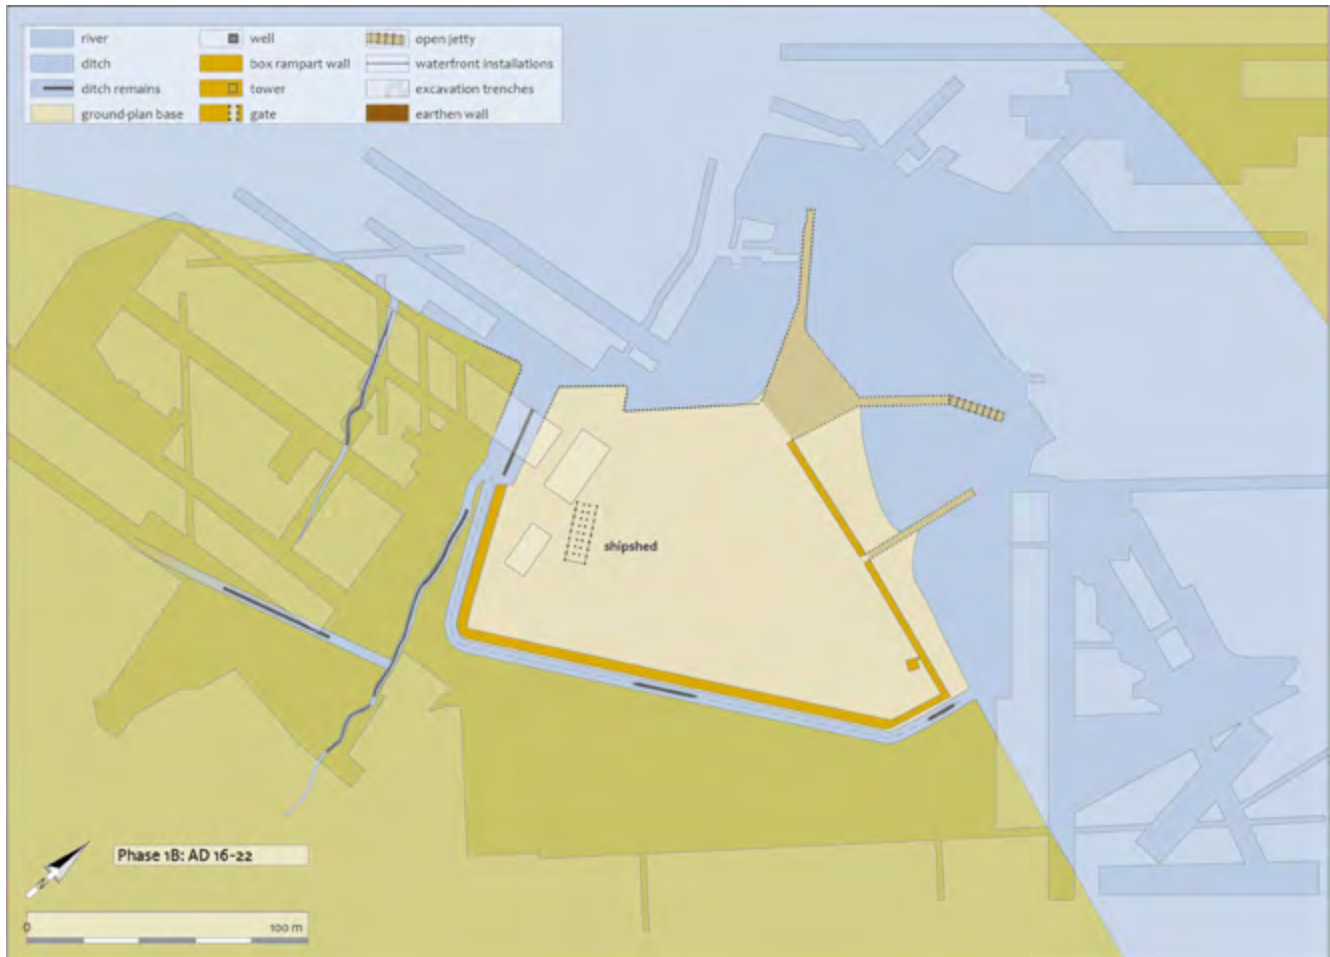 river
ditch
ditch remains
ground-plan base
well
box rampart wall
tower
gate
open jetty
waterfront installations
excavation trenches
earthen wall
shipshed
Phase 1B: AD 16-22
0
100 m